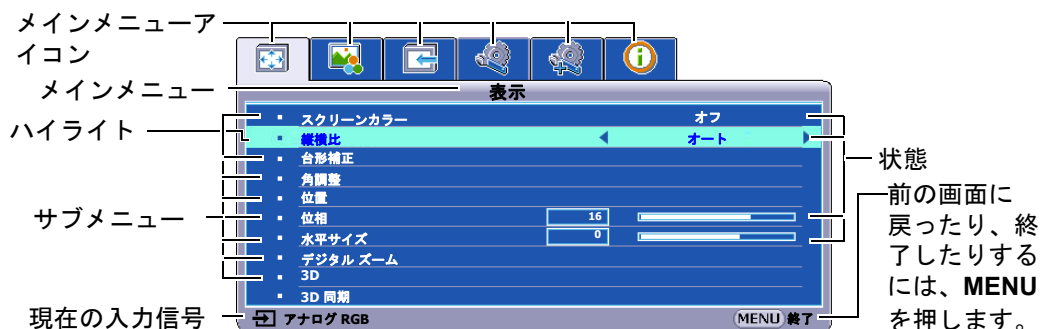 メインメニューア
イコン
メインメニュー
表示
ハイライト
スクリーンカラー オフ
縦横比 オート
台形補正
角調整
位置
位相 16
水平サイズ 0
デジタル ズーム
3D
3D 同期
サブメニュー
状態
前の画面に
戻ったり、終
了したりする
には、MENU
を押します。
現在の入力信号
アナログ RGB
MENU 終了